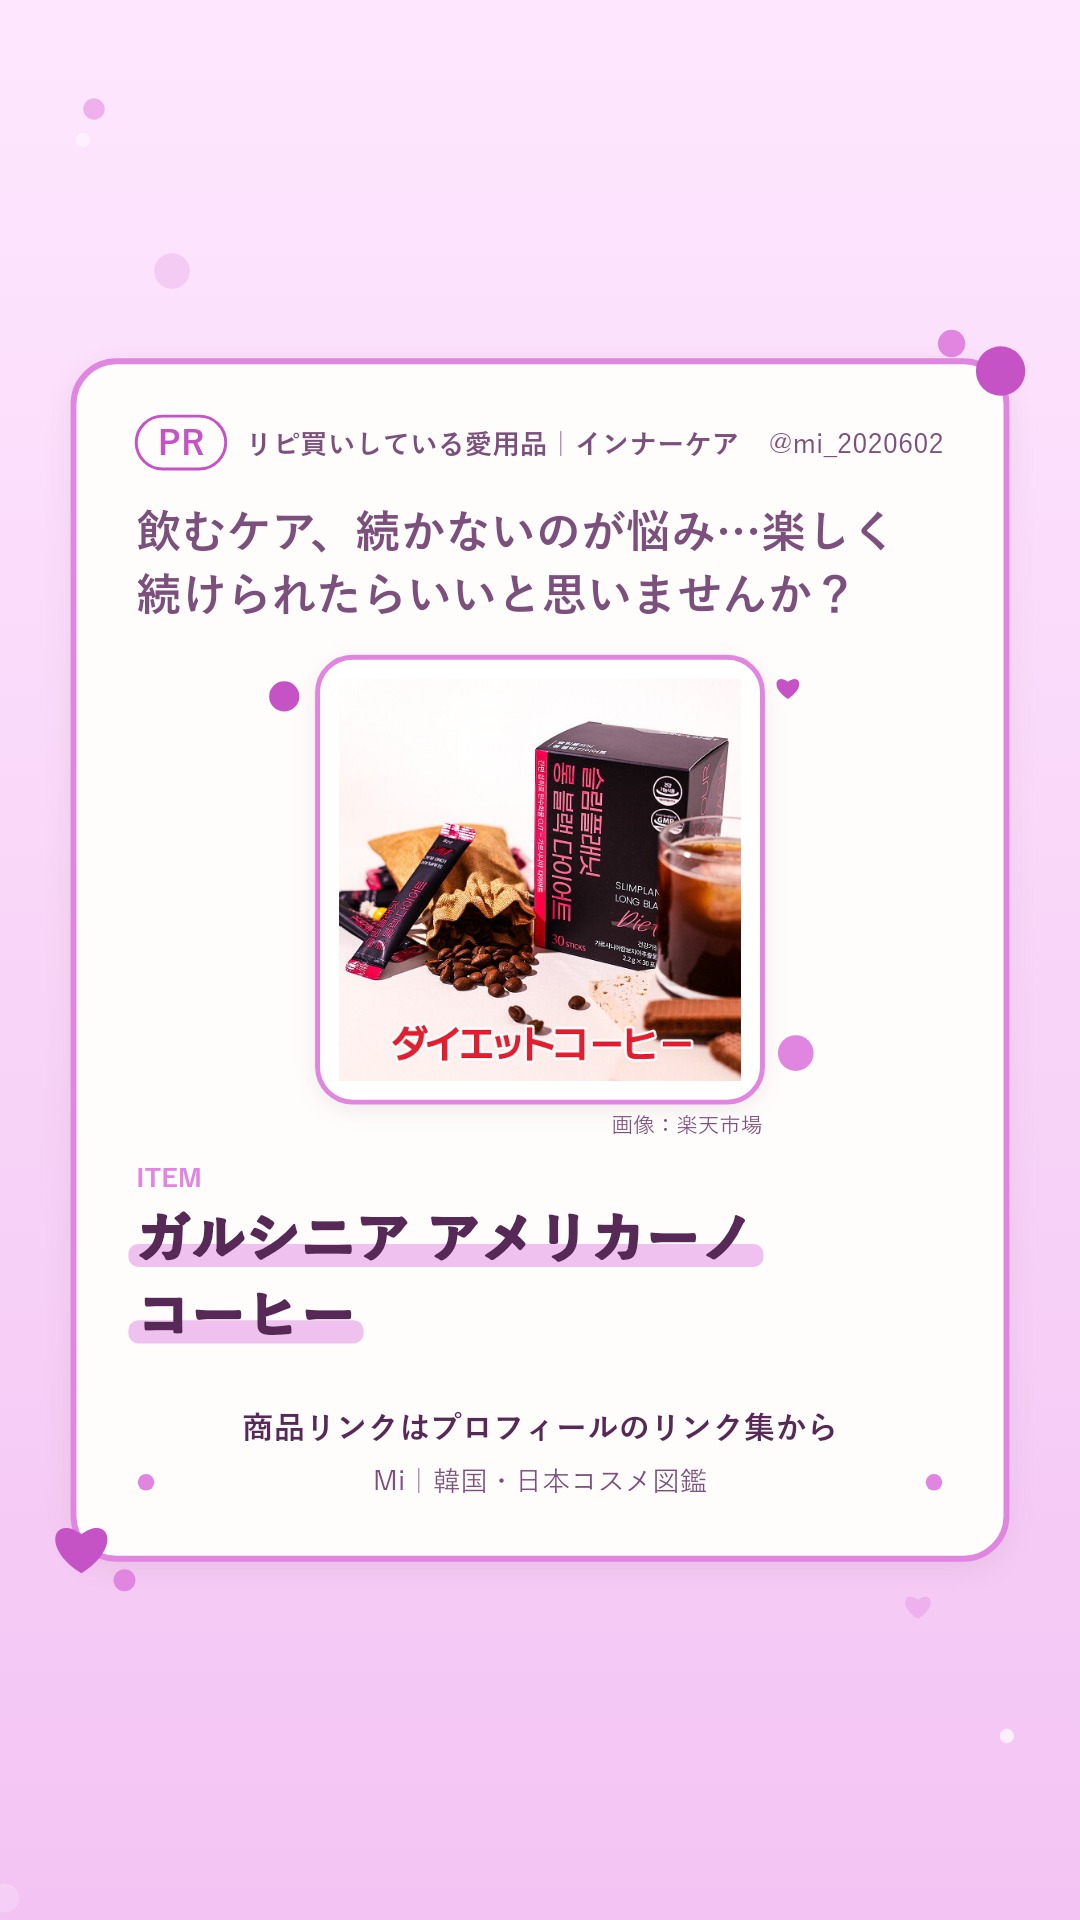 PR リピ買いしている愛用品｜インナーケア @mi_2020602
飲むケア、続かないのが悩み…楽しく
続けられたらいいと思いませんか？
슬림플래닛
롱 블랙 다이어트
GMP
SLIMPLAN
LONG BLA
Diet
30 STICKS
ダイエットコーヒー
画像：楽天市場
ITEM
ガルシニア アメリカーノ
コーヒー
商品リンクはプロフィールのリンク集から
Mi｜韓国・日本コスメ図鑑